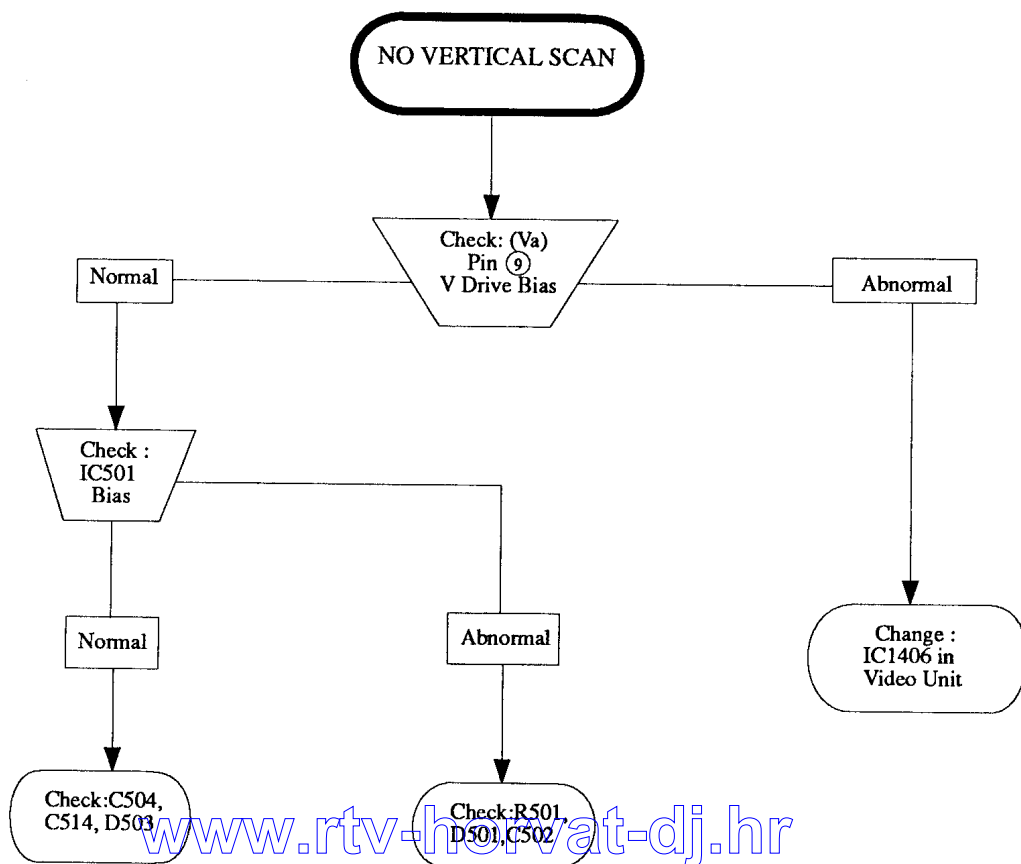 NO VERTICAL SCAN
Check: (Va)
Pin 9
V Drive Bias
Normal
Abnormal
Check :
IC501
Bias
Normal
Abnormal
Change :
IC1406 in
Video Unit
Check:C504,
C514, D503
Check:R501,
D501,C502
www.rtv-horvat-dj.hr